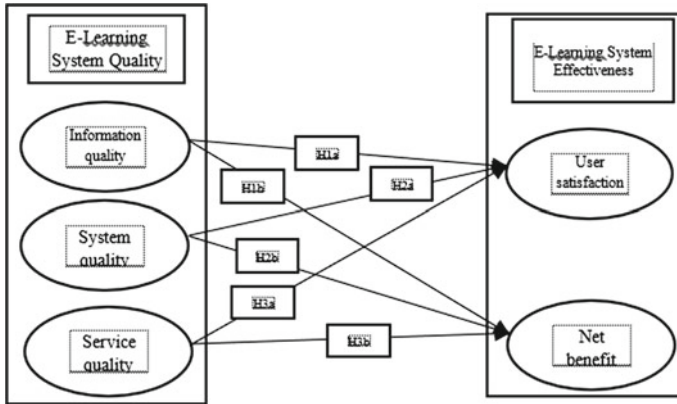 E-Learning
System Quality
E-Learning System
Effectiveness
Information
quality
H1a
User
satisfaction
H1b
H2a
System
quality
H2b
H3a
Service
quality
H3b
Net
benefit